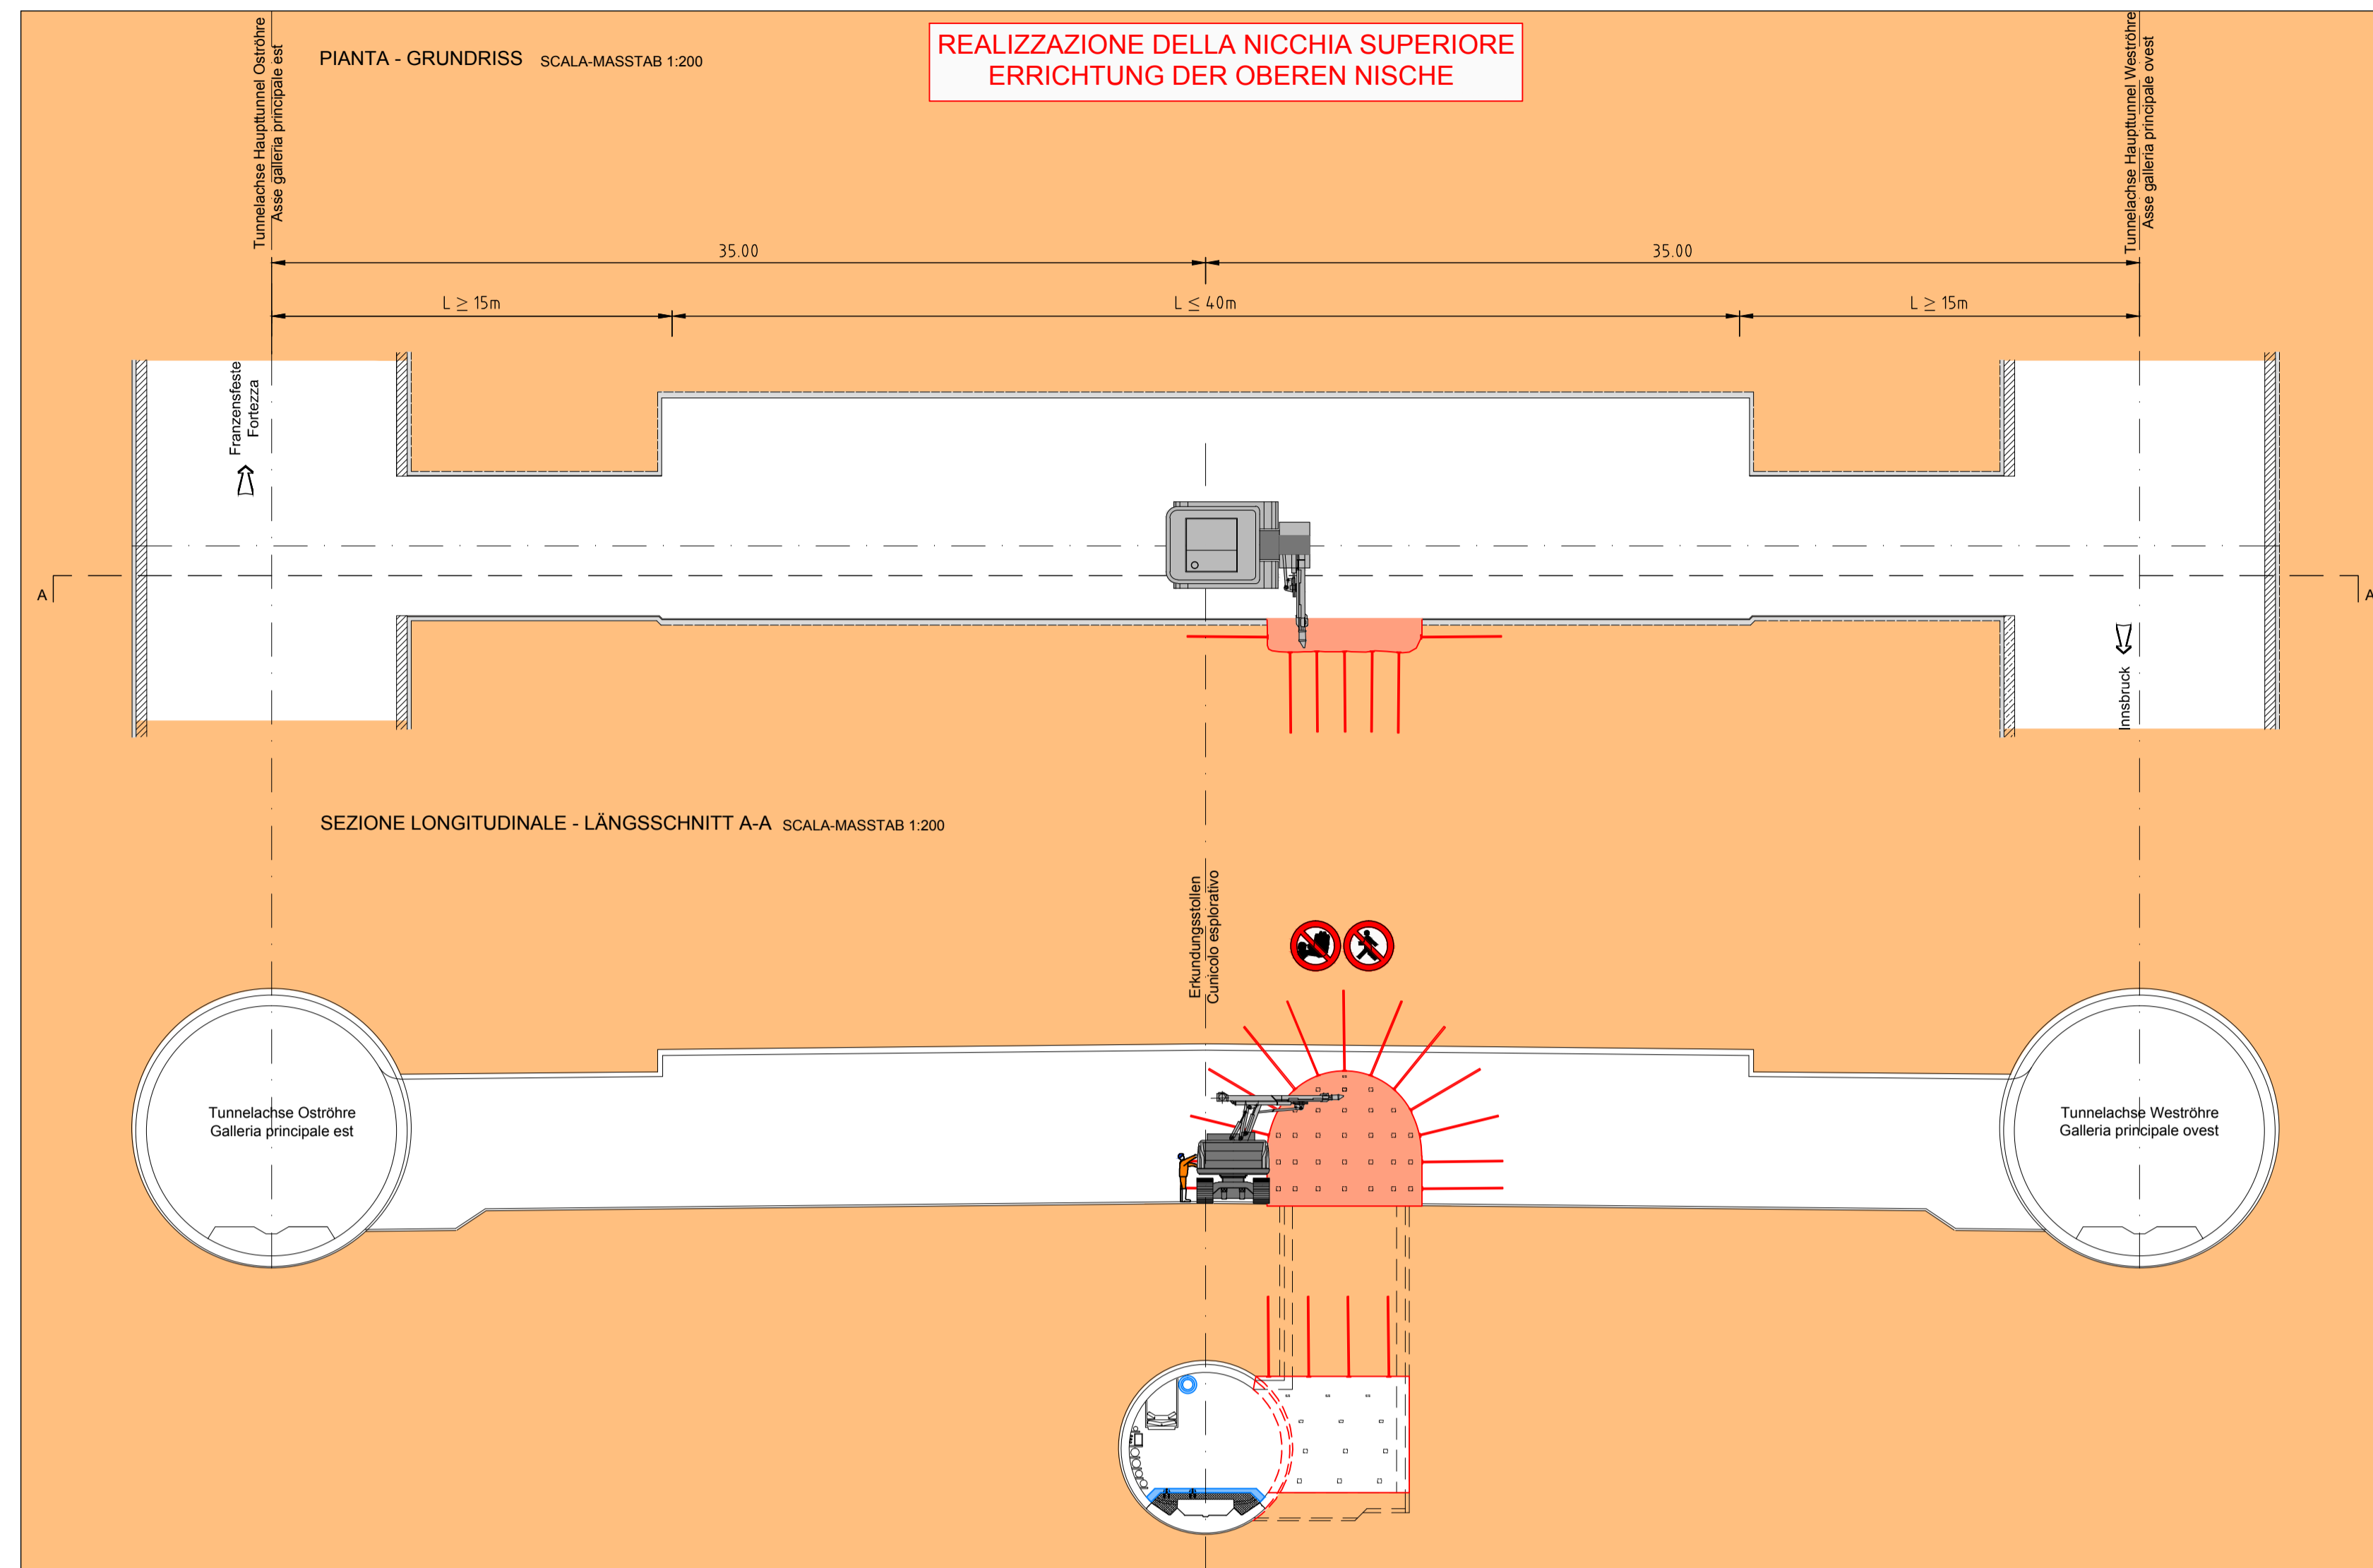 PIANTA - GRUNDRISS SCALA-MASSTAB 1:200
REALIZZAZIONE DELLA NICCHIA SUPERIORE
ERRICHTUNG DER OBEREN NISCHE
Tunnelachse Haupttunnel Oströhre
Asse galleria principale est
Tunnelachse Haupttunnel Weströhre
Asse galleria principale ovest
35.00
35.00
L ≥ 15m
L ≤ 40m
L ≥ 15m
Franzensfeste
Fortezza
A
A
Innsbruck
SEZIONE LONGITUDINALE - LÄNGSSCHNITT A-A SCALA-MASSTAB 1:200
Erkundungsstollen
Cunicolo esplorativo
Tunnelachse Oströhre
Galleria principale est
Tunnelachse Weströhre
Galleria principale ovest